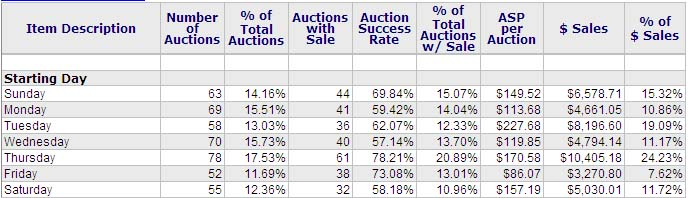 Item Description Number of Auctions % of Total Auctions Auctions with Sale Auction Success Rate % of Total Auctions w/ Sale ASP per Auction $ Sales % of $ Sales
Starting Day
Sunday 63 14.16% 44 69.84% 15.07% $149.52 $6,578.71 15.32%
Monday 69 15.51% 41 59.42% 14.04% $113.68 $4,661.05 10.86%
Tuesday 58 13.03% 36 62.07% 12.33% $227.68 $8,196.60 19.09%
Wednesday 70 15.73% 40 57.14% 13.70% $119.85 $4,794.14 11.17%
Thursday 78 17.53% 61 78.21% 20.89% $170.58 $10,405.18 24.23%
Friday 52 11.69% 38 73.08% 13.01% $86.07 $3,270.80 7.62%
Saturday 55 12.36% 32 58.18% 10.96% $157.19 $5,030.01 11.72%